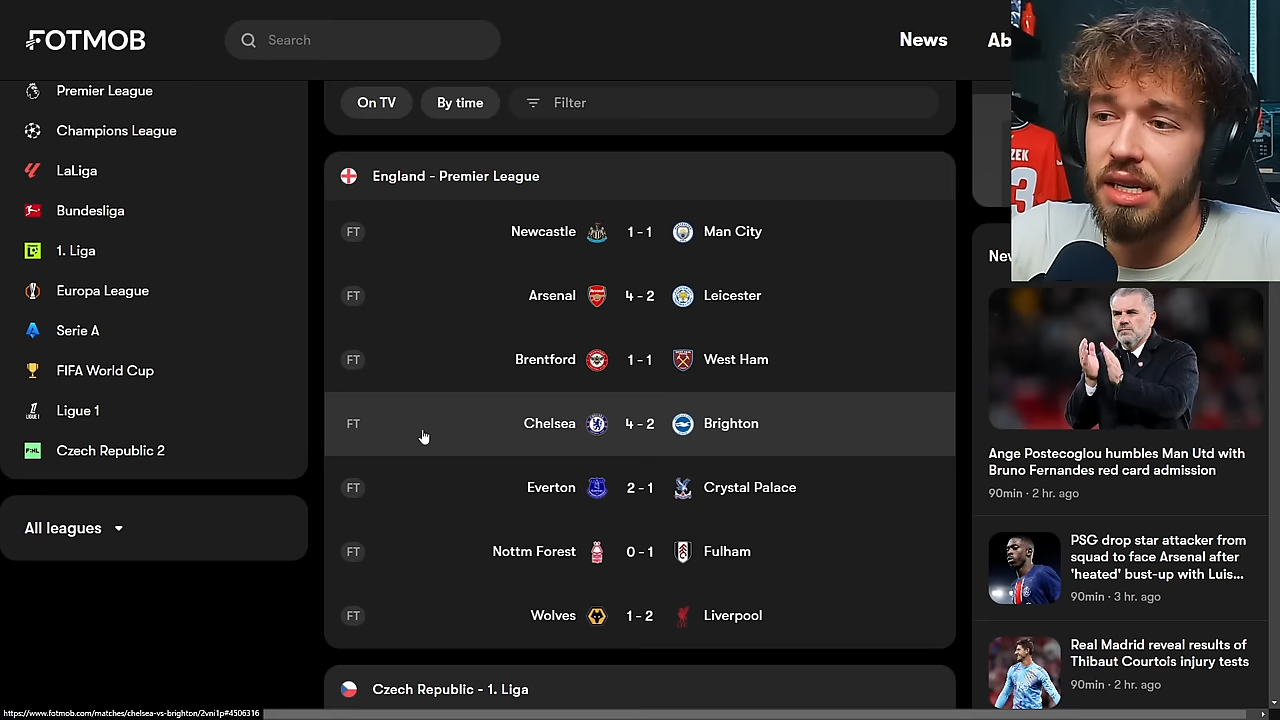 FOTMOB
Search
News
Ab
Premier League
Champions League
LaLiga
Bundesliga
1. Liga
Europa League
Serie A
FIFA World Cup
Ligue 1
Czech Republic 2
All leagues
On TV
By time
Filter
England - Premier League
FT Newcastle 1 - 1 Man City
FT Arsenal 4 - 2 Leicester
FT Brentford 1 - 1 West Ham
FT Chelsea 4 - 2 Brighton
FT Everton 2 - 1 Crystal Palace
FT Nottm Forest 0 - 1 Fulham
FT Wolves 1 - 2 Liverpool
Czech Republic - 1. Liga
ZEK
3
Nev
Ange Postecoglou humbles Man Utd with
Bruno Fernandes red card admission
90min · 2 hr. ago
PSG drop star attacker from
squad to face Arsenal after
'heated' bust-up with Luis...
90min · 3 hr. ago
Real Madrid reveal results of
Thibaut Courtois injury tests
90min · 2 hr. ago
https://www.fotmob.com/matches/chelsea-vs-brighton/2vni1p#4506316